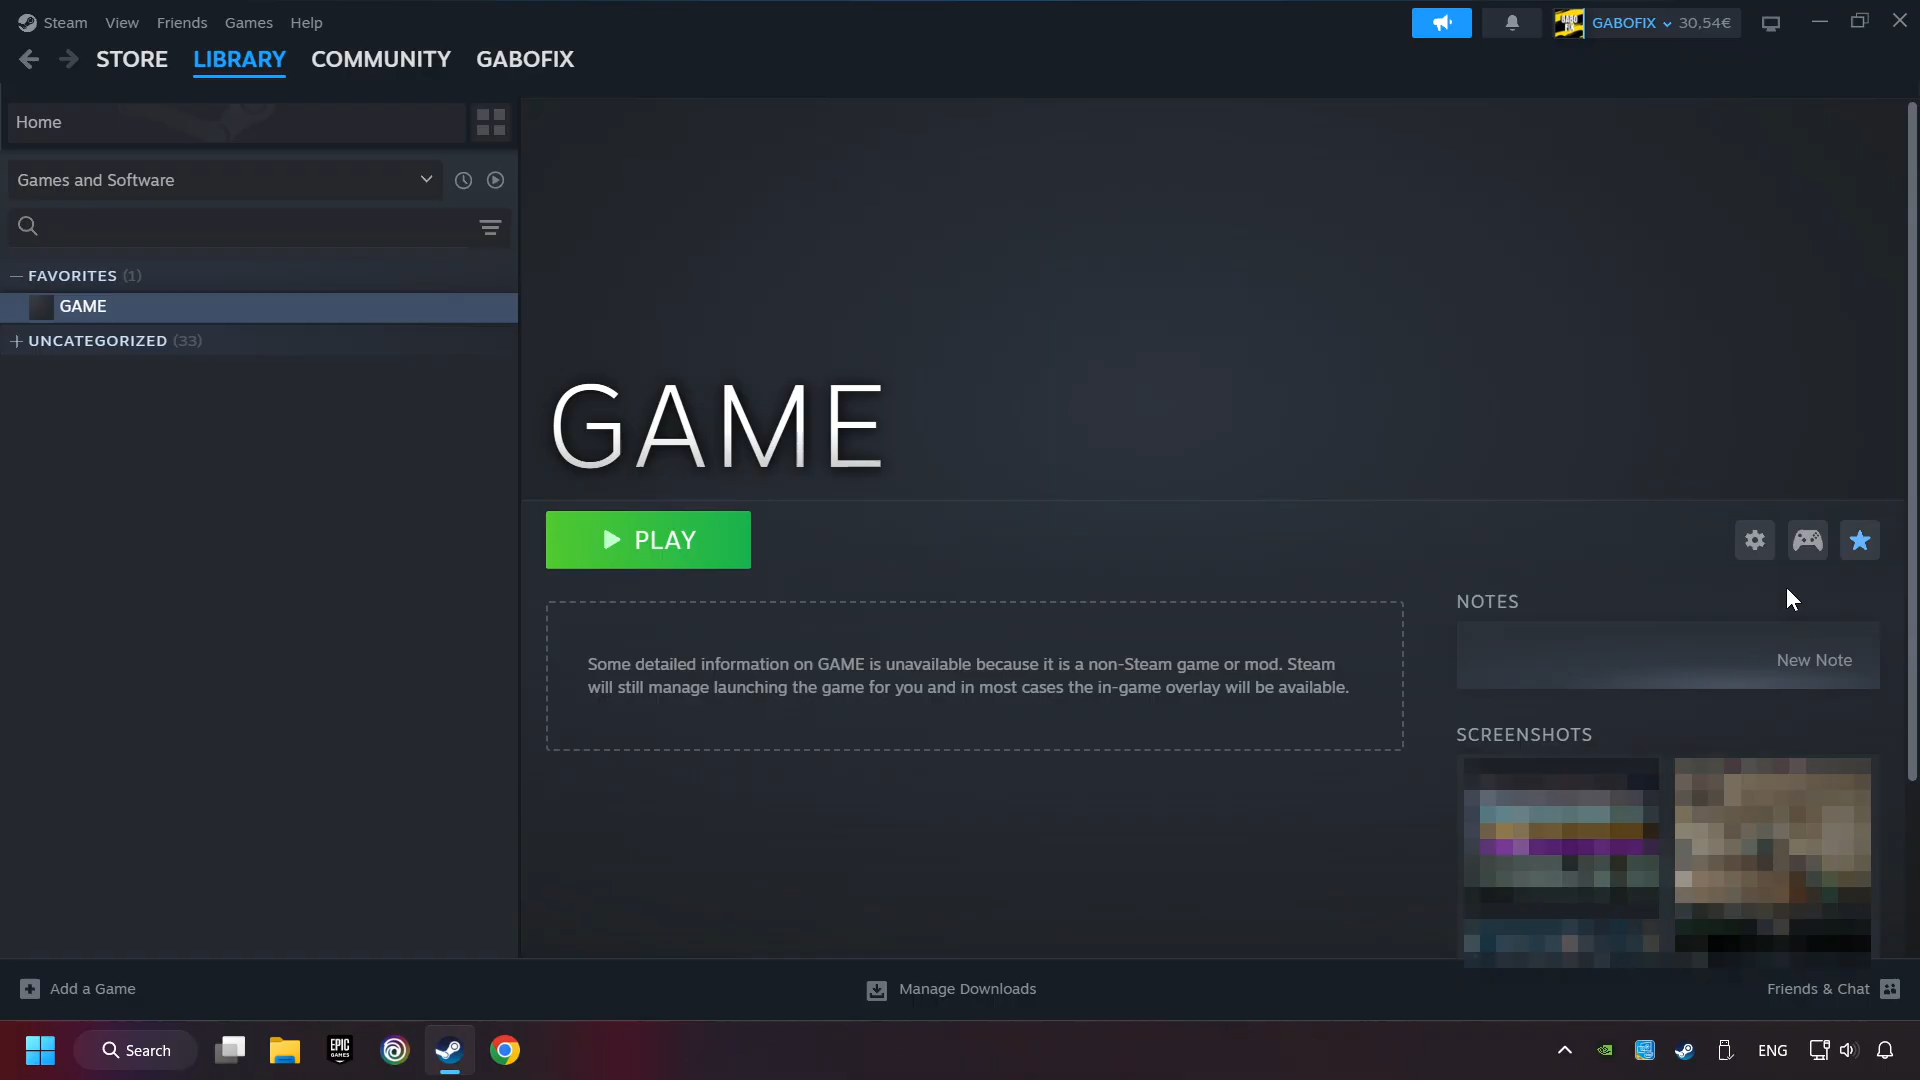 Steam View Friends Games Help
GABOFIX 30,54€
STORE LIBRARY COMMUNITY GABOFIX
Home
Games and Software
FAVORITES (1)
GAME
UNCATEGORIZED (33)
GAME
PLAY
Some detailed information on GAME is unavailable because it is a non-Steam game or mod. Steam
will still manage launching the game for you and in most cases the in-game overlay will be available.
NOTES
New Note
SCREENSHOTS
Add a Game
Manage Downloads
Friends & Chat
Search
EPIC
GAMES
ENG